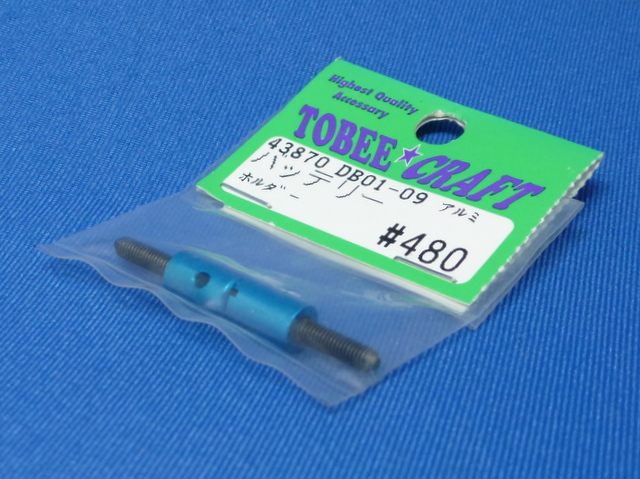 Highest Quality
Accessary
TOBEE★CRAFT
43870 DB01-09 アルミ
バッテリー
ホルダー
#480